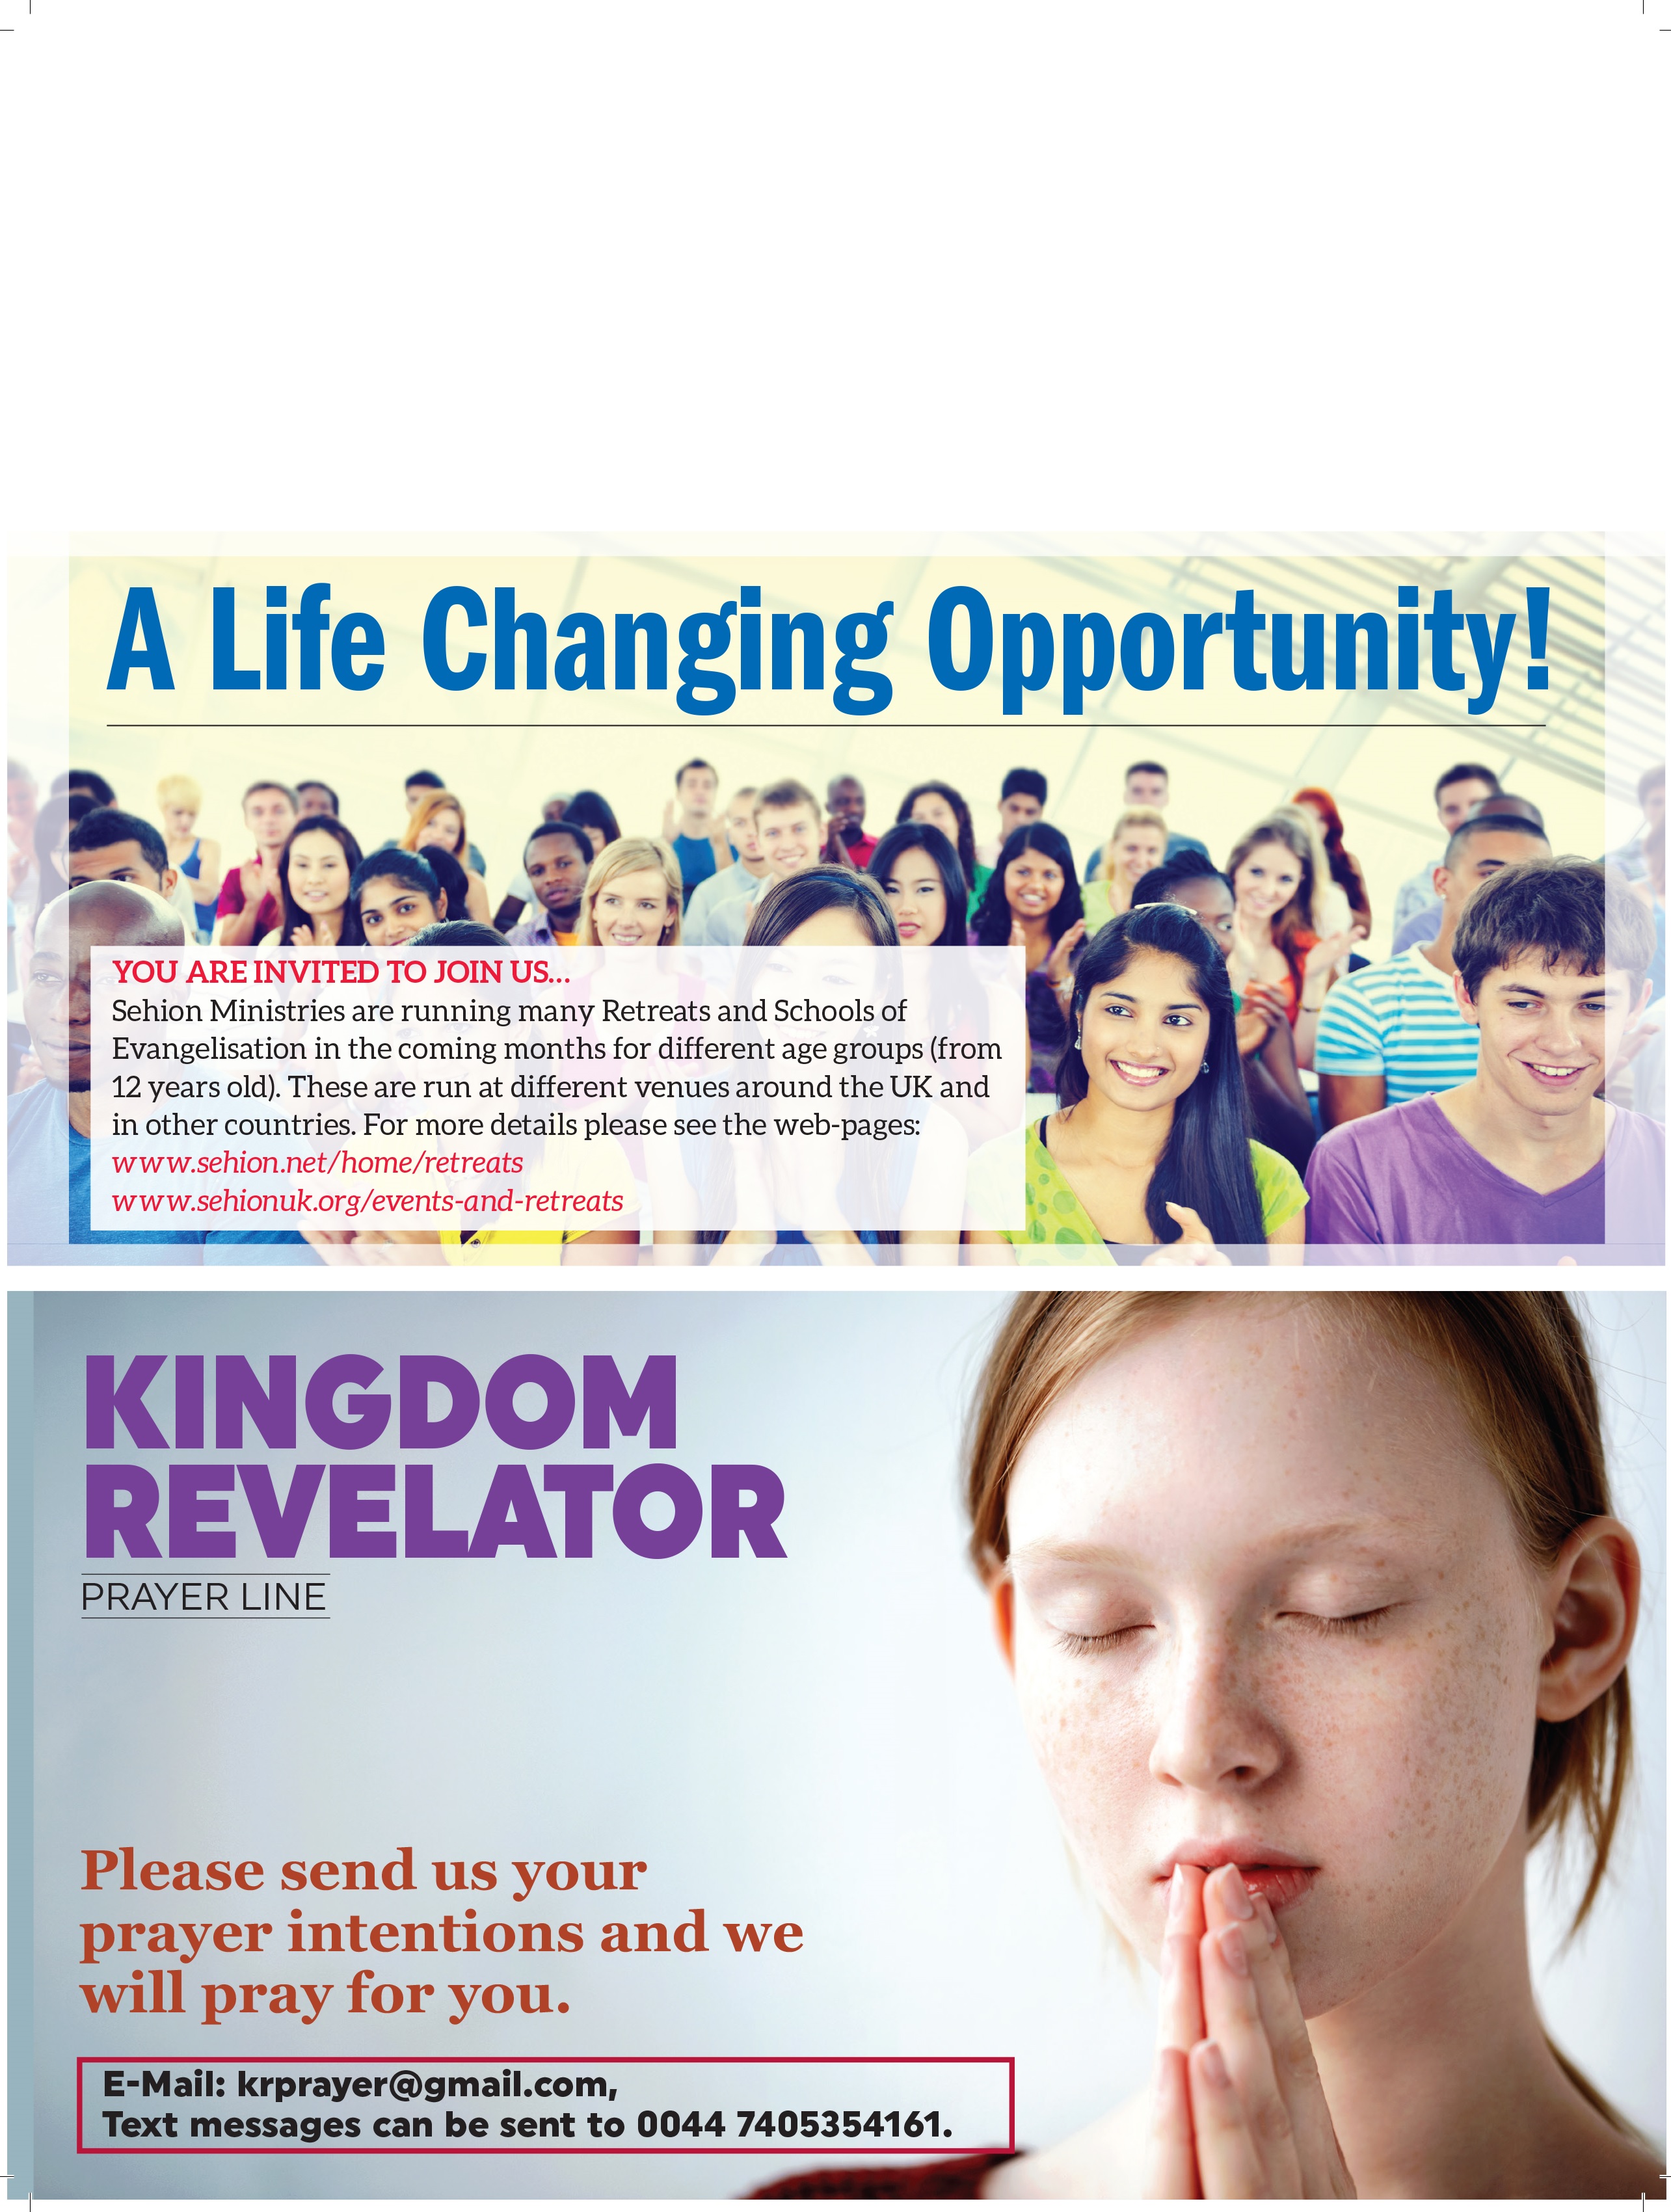 A Life Changing Opportunity!
YOU ARE INVITED TO JOIN US...
Sehion Ministries are running many Retreats and Schools of
Evangelisation in the coming months for different age groups (from
12 years old). These are run at different venues around the UK and
in other countries. For more details please see the web-pages:
www.sehion.net/home/retreats
www.sehionuk.org/events-and-retreats
KINGDOM
REVELATOR
PRAYER LINE
Please send us your
prayer intentions and we
will pray for you.
E-Mail: krprayer@gmail.com,
Text messages can be sent to 0044 7405354161.